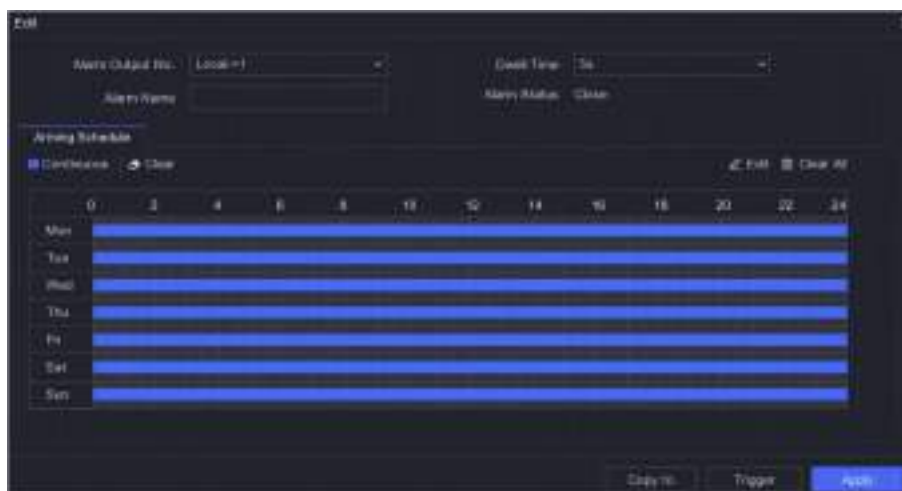 Edit
Alarm Output No. Local->1 Dwell Time 5s
Alarm Name Alarm Status Close
Arming Schedule
Continuous Clear Edit Clear All
0 2 4 6 8 10 12 14 16 18 20 22 24
Mon
Tue
Wed
Thu
Fri
Sat
Sun
Copy to Trigger Apply